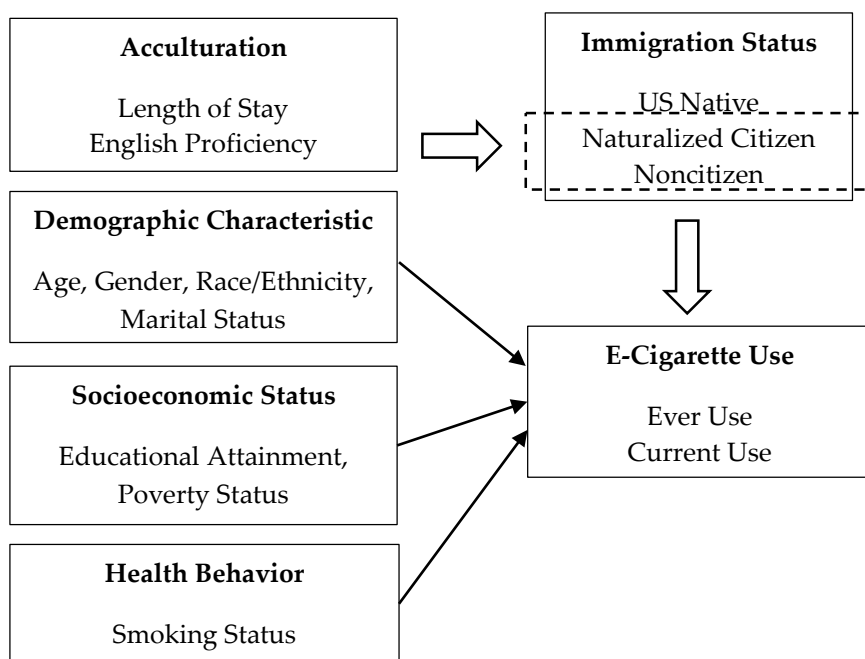 Acculturation
Length of Stay
English Proficiency
Immigration Status
US Native
Naturalized Citizen
Noncitizen
Demographic Characteristic
Age, Gender, Race/Ethnicity,
Marital Status
E-Cigarette Use
Ever Use
Current Use
Socioeconomic Status
Educational Attainment,
Poverty Status
Health Behavior
Smoking Status